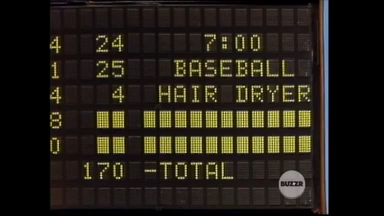 4 24 7:00
1 25 BASEBALL
4 4 HAIR DRYER
8
0
170 -TOTAL
BUZZR